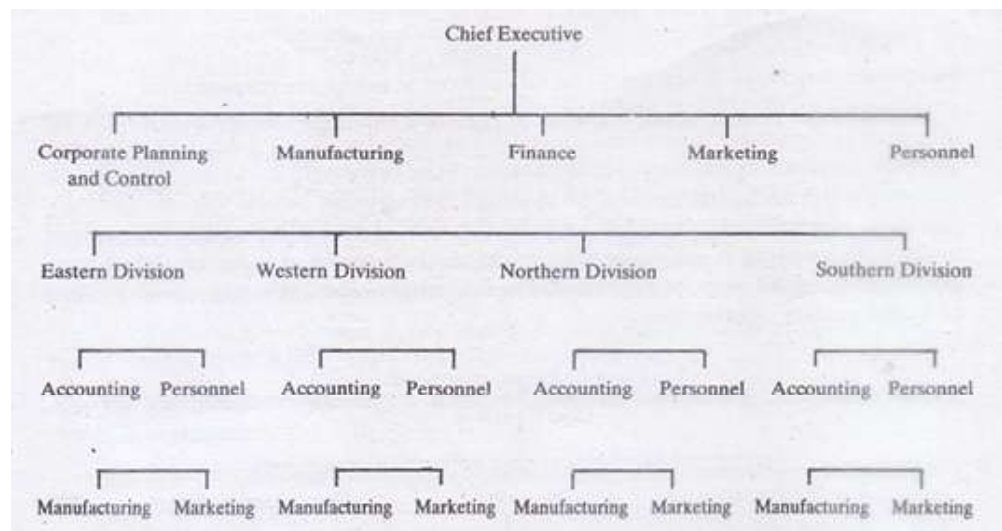 Chief Executive
Corporate Planning and Control Manufacturing Finance Marketing Personnel
Eastern Division Western Division Northern Division Southern Division
Accounting Personnel Accounting Personnel Accounting Personnel Accounting Personnel
Manufacturing Marketing Manufacturing Marketing Manufacturing Marketing Manufacturing Marketing